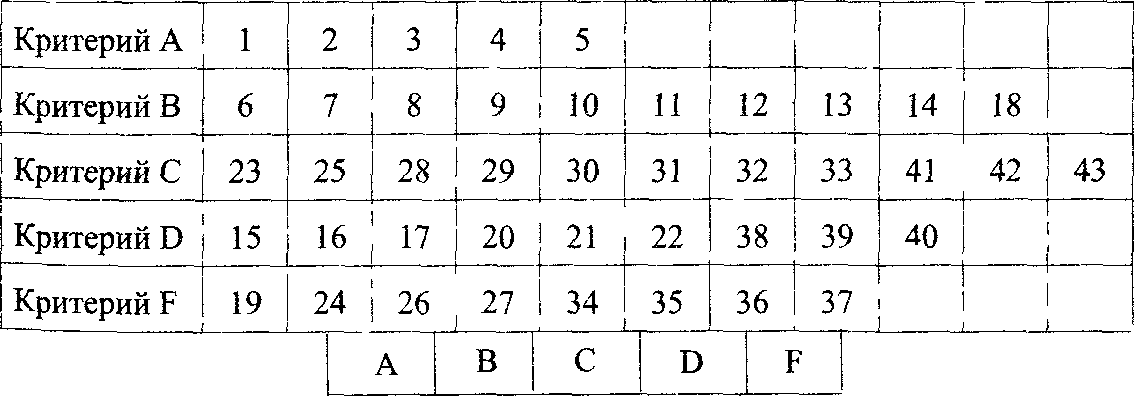 Критерий A 1 2 3 4 5
Критерий B 6 7 8 9 10 11 12 13 14 18
Критерий C 23 25 28 29 30 31 32 33 41 42 43
Критерий D 15 16 17 20 21 22 38 39 40
Критерий F 19 24 26 27 34 35 36 37
A B C D F